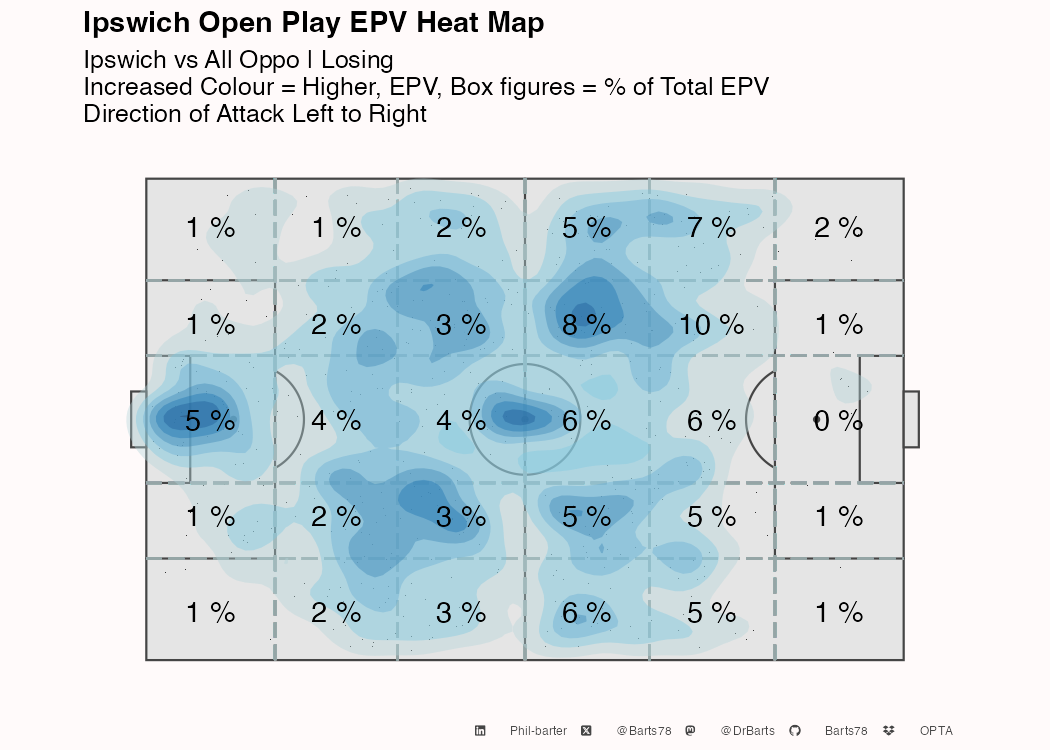 Ipswich Open Play EPV Heat Map
Ipswich vs All Oppo | Losing
Increased Colour = Higher, EPV, Box figures = % of Total EPV
Direction of Attack Left to Right
1 % 1 % 2 % 5 % 7 % 2 %
1 % 2 % 3 % 8 % 10 % 1 %
5 % 4 % 4 % 6 % 6 % 0 %
1 % 2 % 3 % 5 % 5 % 1 %
1 % 2 % 3 % 6 % 5 % 1 %
Phil-barter @Barts78 @DrBarts Barts78 OPTA